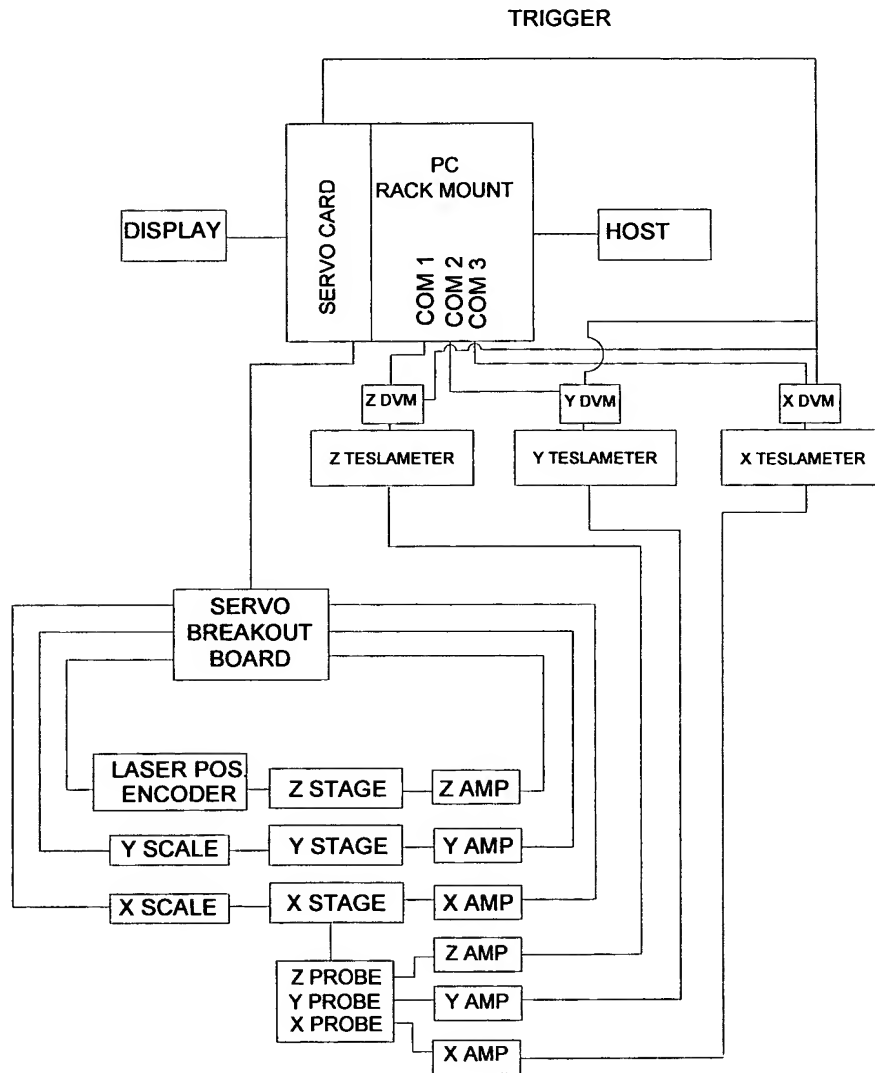 TRIGGER
SERVO CARD
PC
RACK MOUNT
COM 1
COM 2
COM 3
DISPLAY
HOST
Z DVM
Y DVM
X DVM
Z TESLAMETER
Y TESLAMETER
X TESLAMETER
SERVO
BREAKOUT
BOARD
LASER POS
ENCODER
Z STAGE
Z AMP
Y SCALE
Y STAGE
Y AMP
X SCALE
X STAGE
X AMP
Z PROBE
Y PROBE
X PROBE
Z AMP
Y AMP
X AMP